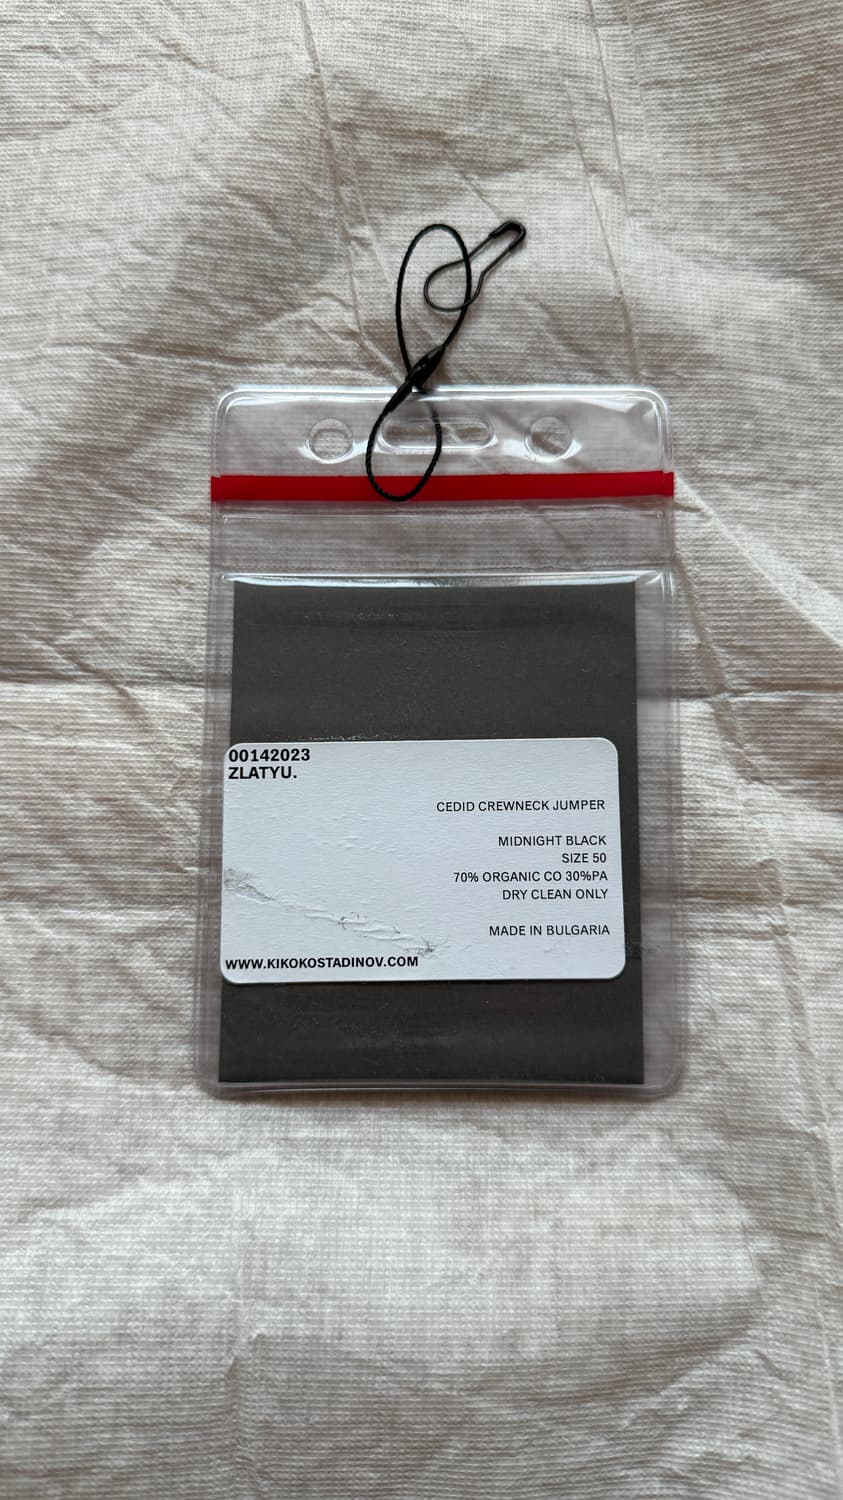 00142023
ZLATYU.
CEDID CREWNECK JUMPER
MIDNIGHT BLACK
SIZE 50
70% ORGANIC CO 30%PA
DRY CLEAN ONLY
MADE IN BULGARIA
WWW.KIKOKOSTADINOV.COM